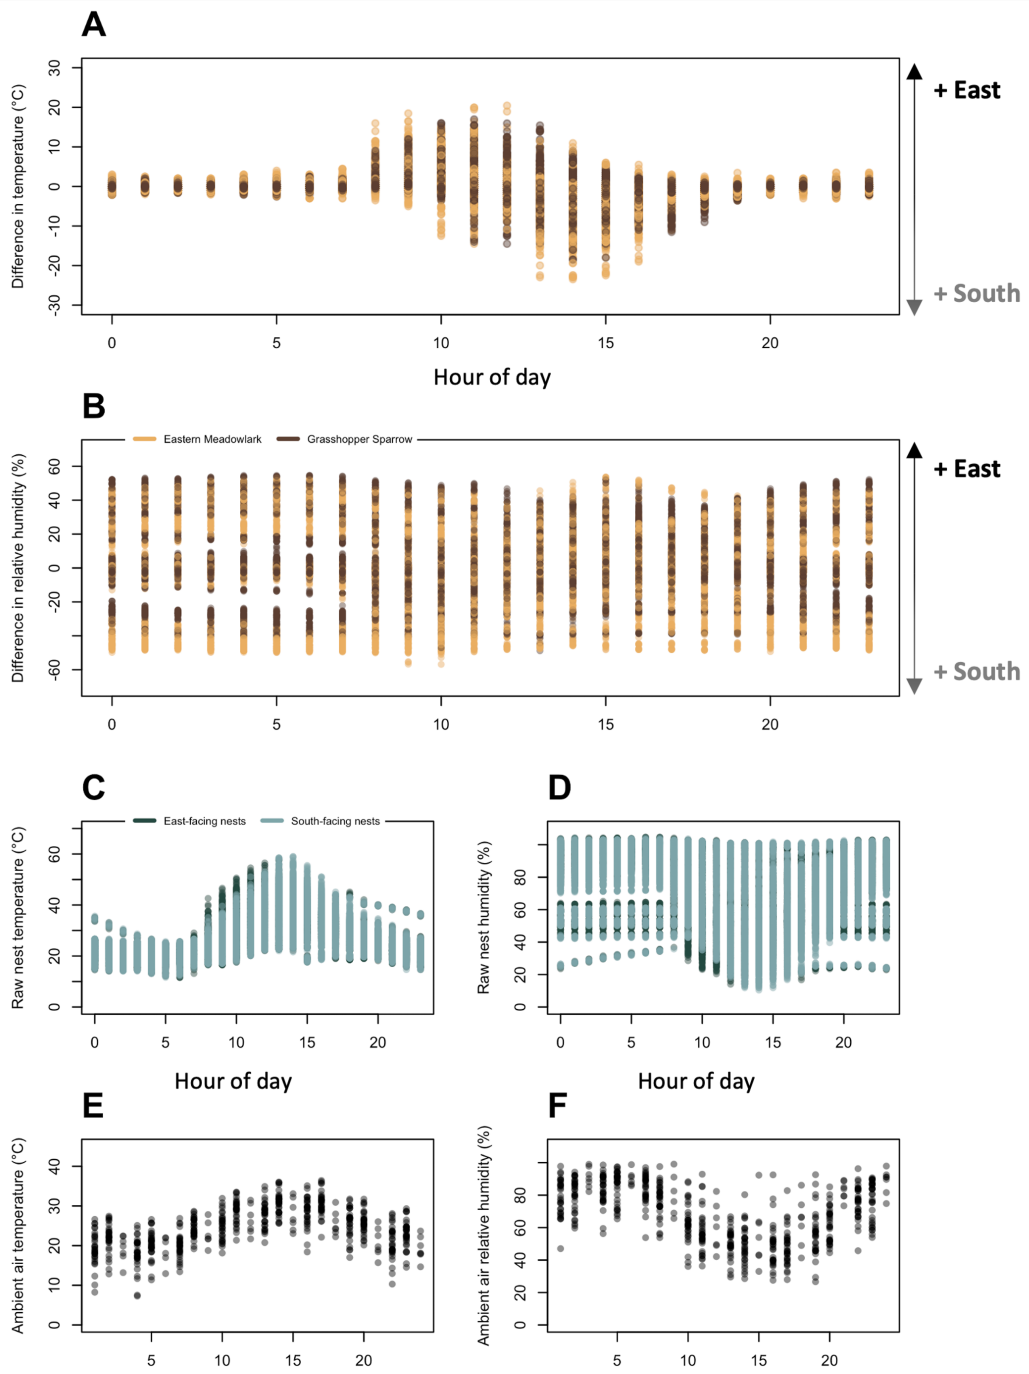 A
Difference in temperature (°C)
30
20
10
0
-10
-20
-30
+ East
+ South
0 5 10 15 20
Hour of day
B
Eastern Meadowlark Grasshopper Sparrow
Difference in relative humidity (%)
60
40
20
0
-20
-60
+ East
+ South
0 5 10 15 20
C
East-facing nests South-facing nests
Raw nest temperature (°C)
60
40
20
0
0 5 10 15 20
Hour of day
D
Raw nest humidity (%)
80
60
40
20
0
0 5 10 15 20
Hour of day
E
Ambient air temperature (°C)
40
30
20
10
0
5 10 15 20
F
Ambient air relative humidity (%)
80
60
40
20
0
5 10 15 20